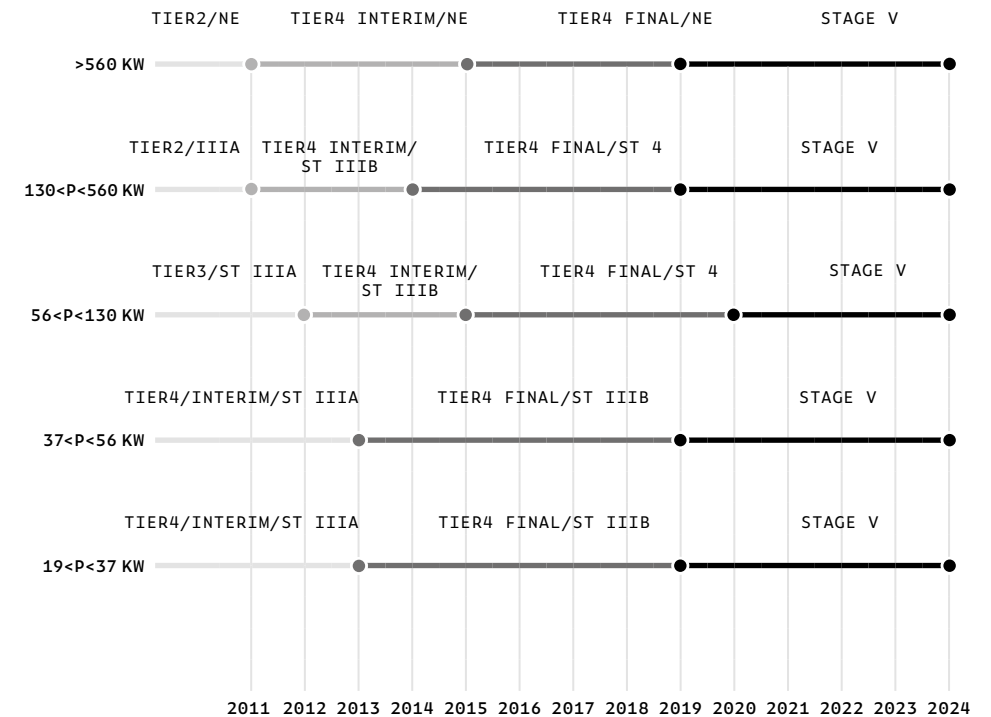 TIER2/NE TIER4 INTERIM/NE TIER4 FINAL/NE STAGE V
>560 KW
TIER2/IIIA TIER4 INTERIM/ TIER4 FINAL/ST 4 STAGE V
ST IIIB
130<P<560 KW
TIER3/ST IIIA TIER4 INTERIM/ TIER4 FINAL/ST 4 STAGE V
ST IIIB
56<P<130 KW
TIER4/INTERIM/ST IIIA TIER4 FINAL/ST IIIB STAGE V
37<P<56 KW
TIER4/INTERIM/ST IIIA TIER4 FINAL/ST IIIB STAGE V
19<P<37 KW
2011 2012 2013 2014 2015 2016 2017 2018 2019 2020 2021 2022 2023 2024